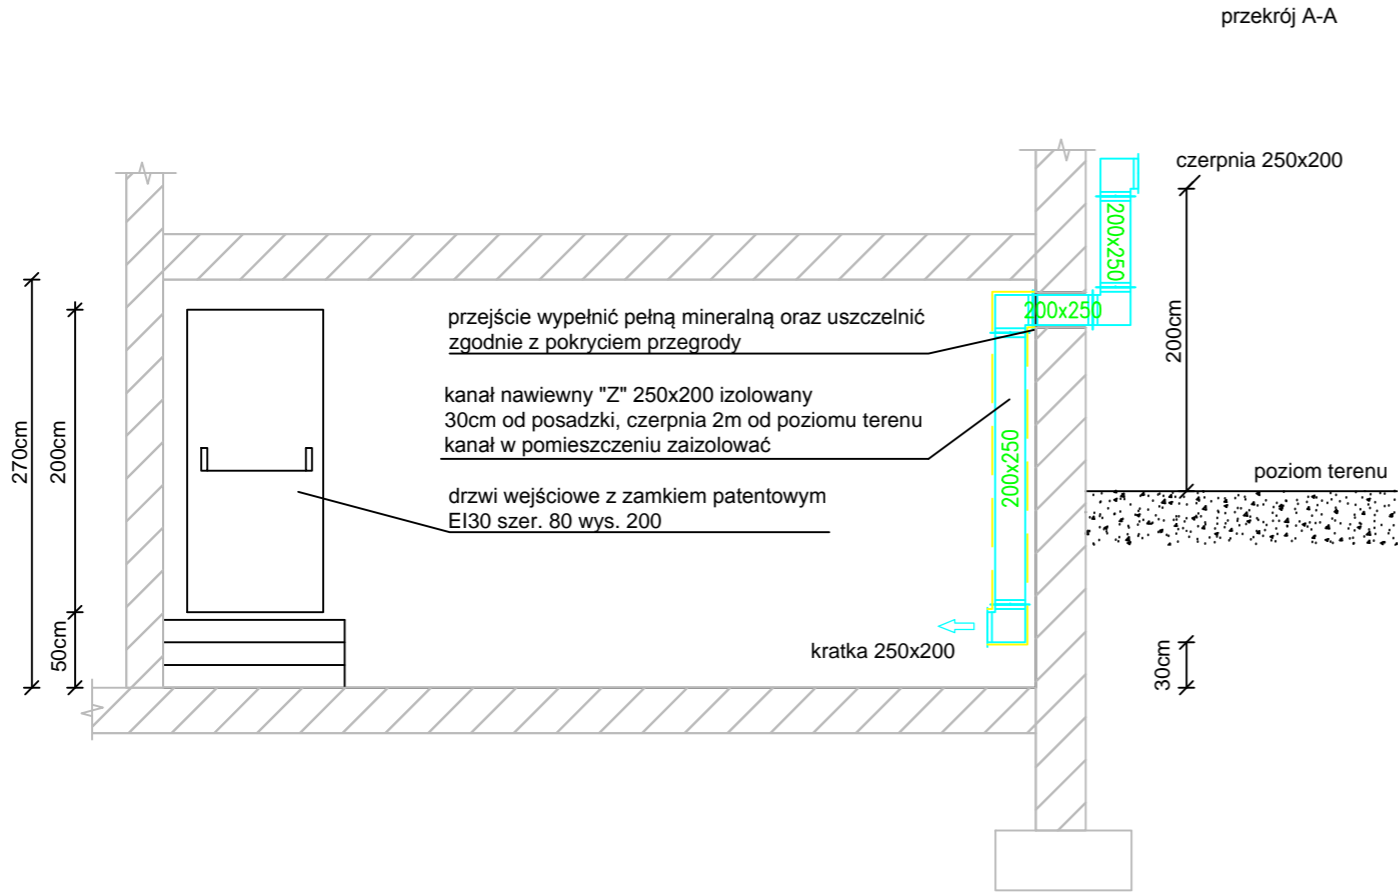 przekrój A-A
czerpnia 250x200
200x250
200x250
przejście wypełnić pełną mineralną oraz uszczelnić
zgodnie z pokryciem przegrody
200cm
kanał nawiewny "Z" 250x200 izolowany
30cm od posadzki, czerpnia 2m od poziomu terenu
kanał w pomieszczeniu zaizolować
270cm
200cm
200x250
poziom terenu
drzwi wejściowe z zamkiem patentowym
EI30 szer. 80 wys. 200
50cm
kratka 250x200
30cm